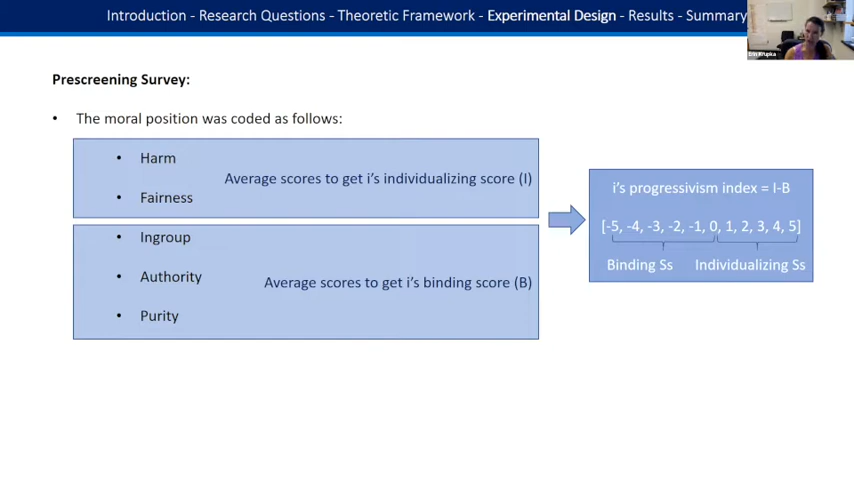 Introduction - Research Questions - Theoretic Framework - Experimental Design - Results - Summary
Erin Krupka
Prescreening Survey:
• The moral position was coded as follows:
• Harm
Average scores to get i's individualizing score (I)
• Fairness
• Ingroup
• Authority
Average scores to get i's binding score (B)
• Purity
i's progressivism index = I-B
[-5, -4, -3, -2, -1, 0, 1, 2, 3, 4, 5]
Binding Ss Individualizing Ss